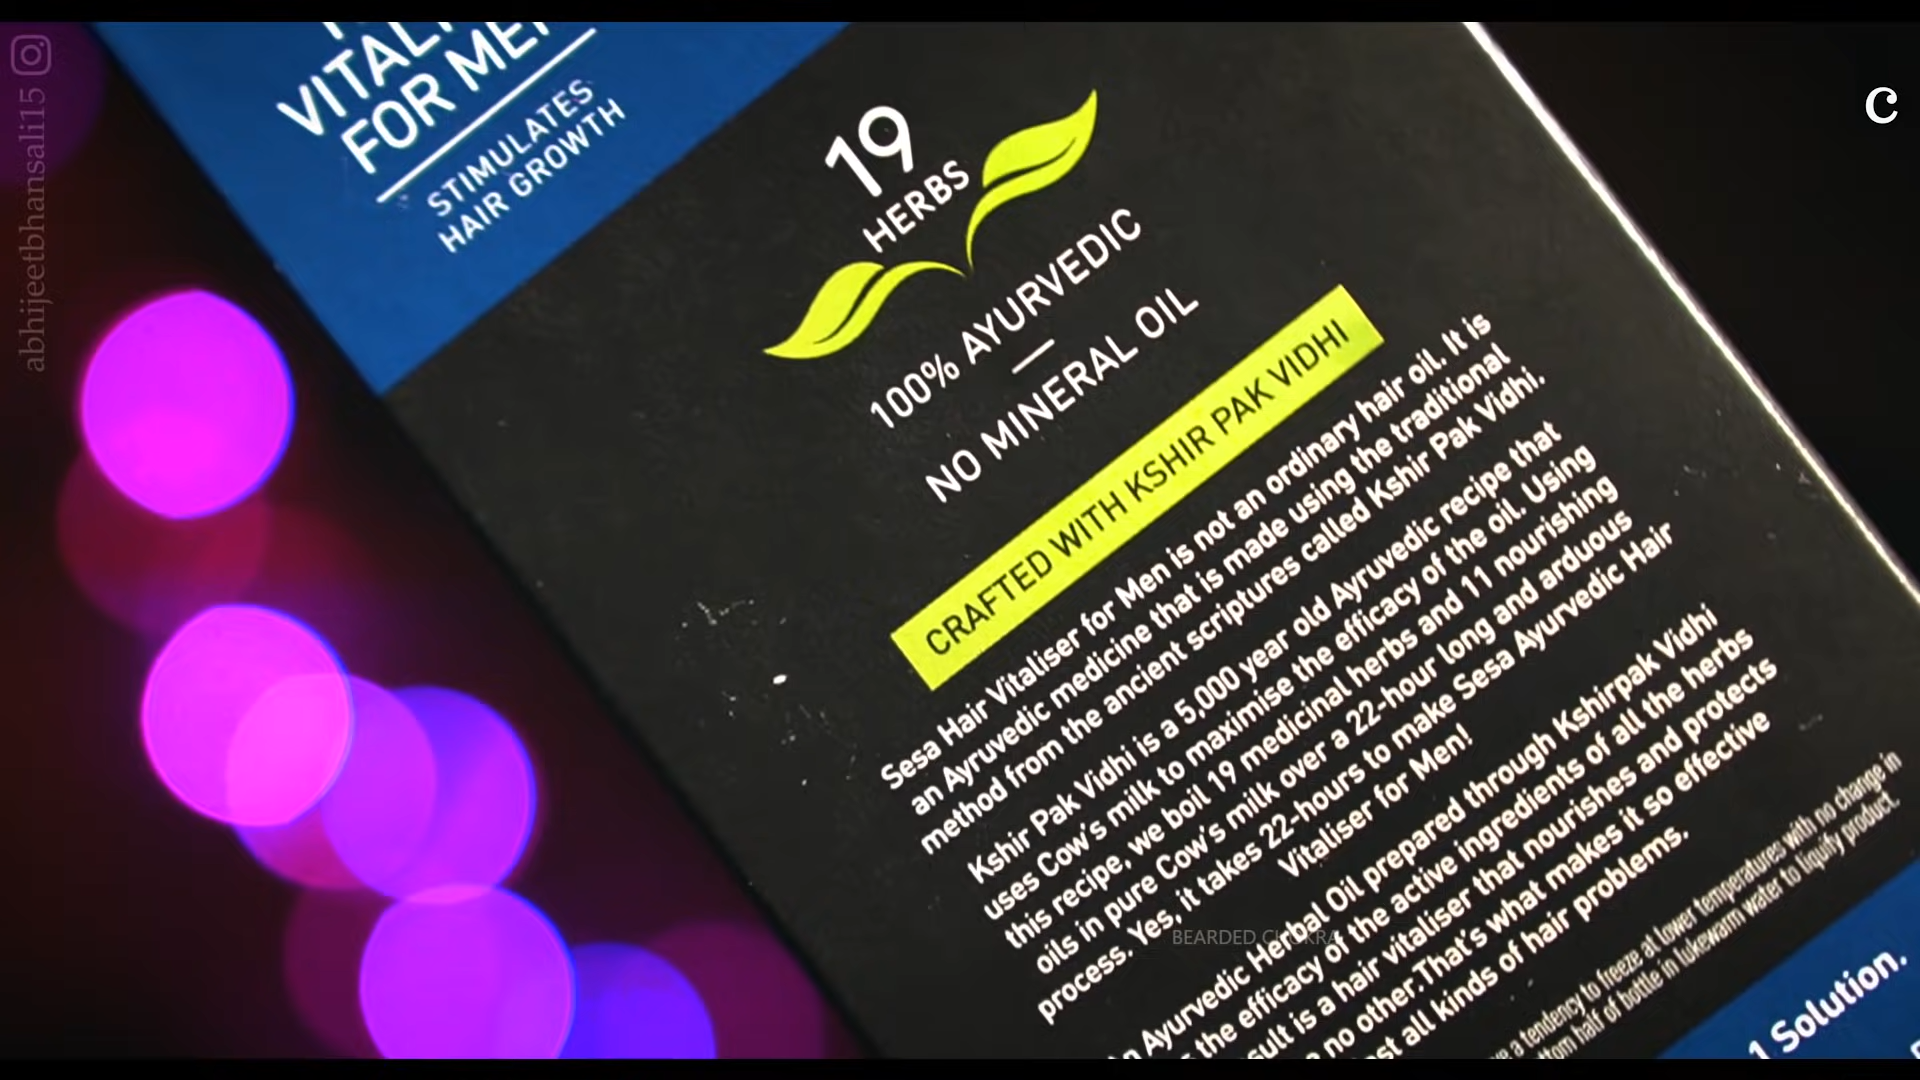 abhijeetbhansali15
C
FOR MEN
STIMULATES
HAIR GROWTH
19
HERBS
100% AYURVEDIC
NO MINERAL OIL
CRAFTED WITH KSHIR PAK VIDHI
Sesa Hair Vitaliser for Men is not an ordinary hair oil. It is
an Ayruvedic medicine that is made using the traditional
method from the ancient scriptures called Kshir Pak Vidhi.
Kshir Pak Vidhi is a 5,000 year old Ayruvedic recipe that
uses Cow's milk to maximise the efficacy of the oil. Using
this recipe, we boil 19 medicinal herbs and 11 nourishing
oils in pure Cow's milk over a 22-hour long and arduous
process. Yes, it takes 22-hours to make Sesa Ayurvedic Hair
Vitaliser for Men!
Ayurvedic Herbal Oil prepared through Kshirpak Vidhi
the efficacy of the active ingredients of all the herbs
is a hair vitaliser that nourishes and protects
no other.That's what makes it so effective
all kinds of hair problems.
a tendency to freeze at lower temperatures with no change in
half of bottle in lukewarm water to liquify product.
1 Solution.
BEARDED CHOKRA